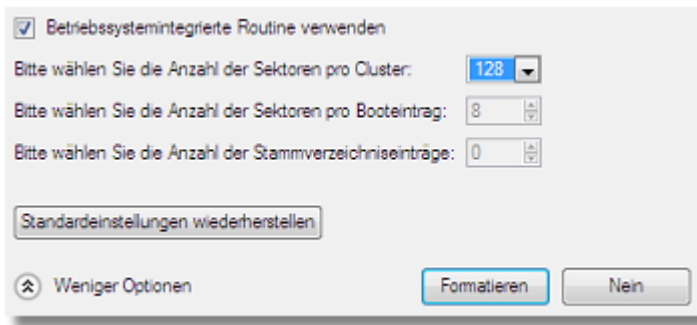 Betriebssystemintegrierte Routine verwenden
Bitte wählen Sie die Anzahl der Sektoren pro Cluster: 128
Bitte wählen Sie die Anzahl der Sektoren pro Booteintrag: 8
Bitte wählen Sie die Anzahl der Stammverzeichniseinträge: 0
Standardeinstellungen wiederherstellen
Weniger Optionen Formatieren Nein